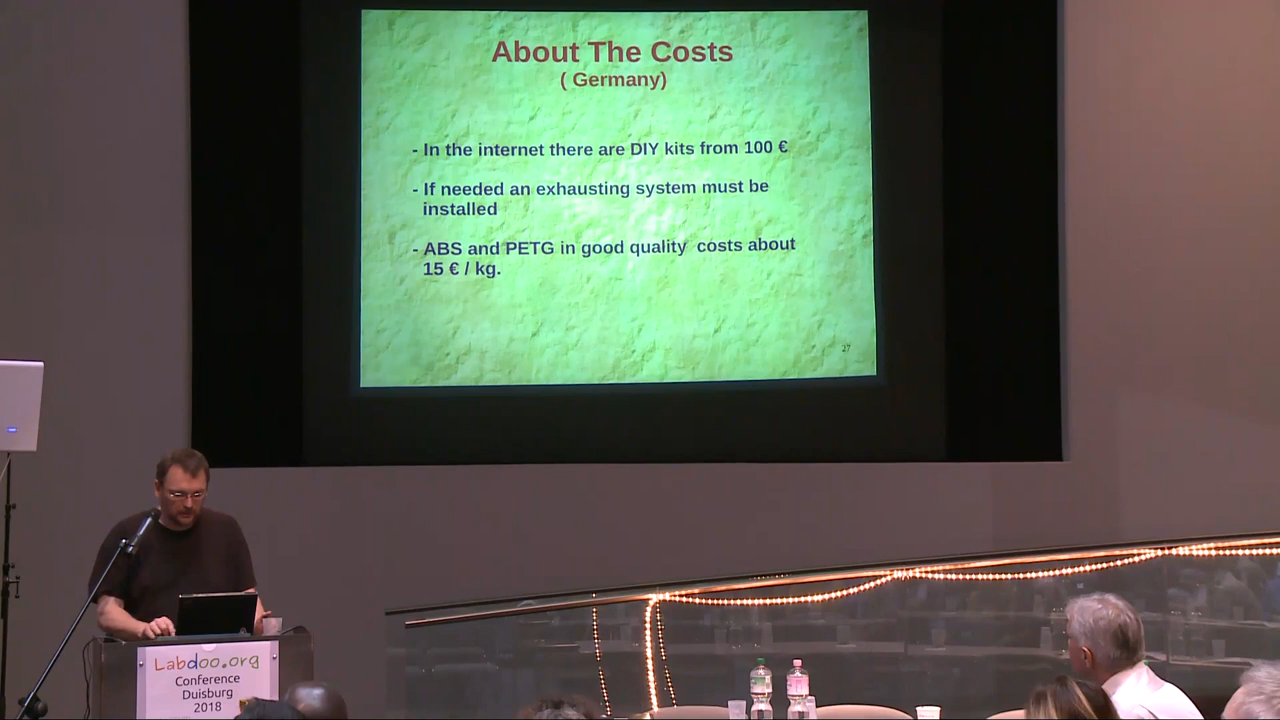 About The Costs
( Germany)
- In the internet there are DIY kits from 100 €
- If needed an exhausting system must be
installed
- ABS and PETG in good quality  costs about
15 € / kg.
27
Labdoo.org
Conference
Duisburg
2018